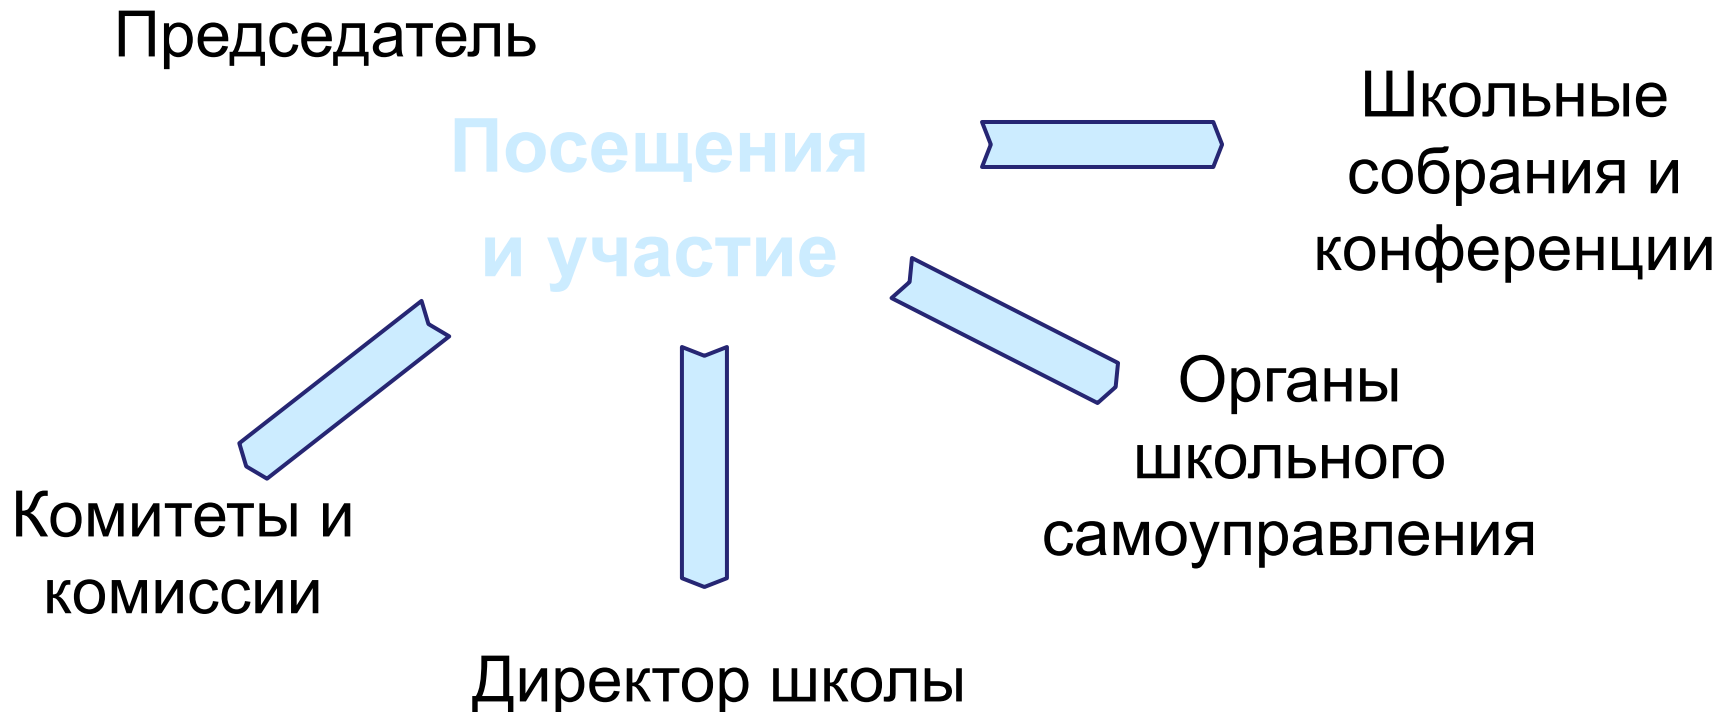 Председатель
Посещения
и участие
Школьные
собрания и
конференции
Органы
школьного
самоуправления
Комитеты и
комиссии
Директор школы